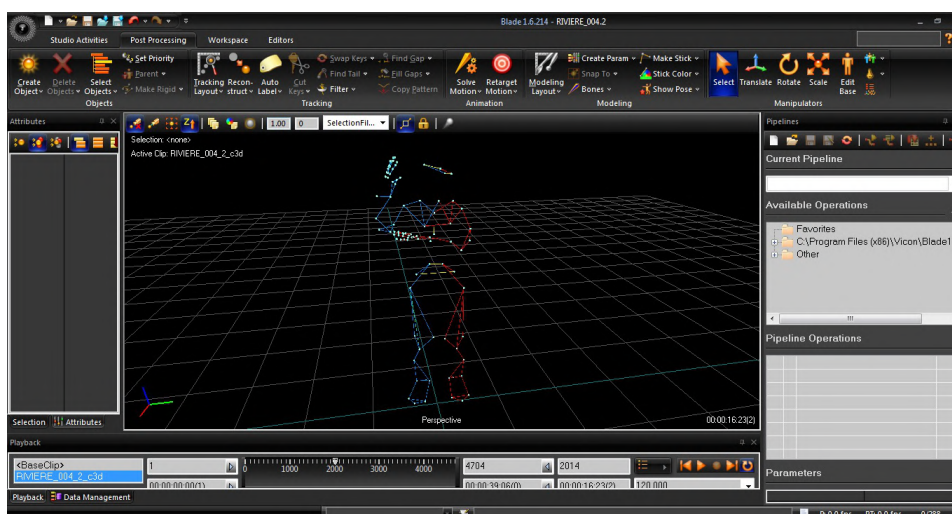 Blade 1.6.214 - RIVIERE_004.2
Studio Activities Post Processing Workspace Editors
Create Object Delete Objects Select Objects
Set Priority
Parent
Make Rigid
Objects
Tracking Layout Reconstruct Auto Label Cut Keys
Swap Keys Find Gap
Find Tail Fill Gaps
Filter Copy Pattern
Tracking
Solve Motion Retarget Motion
Animation
Modeling Layout
Create Param Make Stick
Snap To Stick Color
Bones Show Pose
Modeling
Select Translate Rotate Scale Edit Base
Manipulators
Attributes
1.00 0 SelectionFil...
Selection: <none>
Active Clip: RIVIERE_004_2_c3d
Perspective 00:00:16:23(2)
Selection Attributes
Pipelines
Current Pipeline
Available Operations
Favorites
C:\Program Files (x86)\Vicon\Blade1
Other
Pipeline Operations
Parameters
Playback
<BaseClip>
RIVIERE_004_2_c3d
1 0 1000 2000 3000 4000 4704 2014
00:00:00:00(1) 00:00:39:06(0) 00:00:16:23(2) 120.000
Playback Data Management